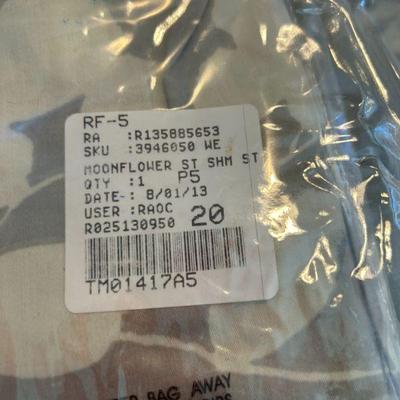 RF-5
RA :R135885653
SKU :3946050 WE
MOONFLOWER ST SHM ST
QTY :1 P5
DATE : 8/01/13
USER :RAOC 20
R025130950
TM01417A5
BAG AWAY